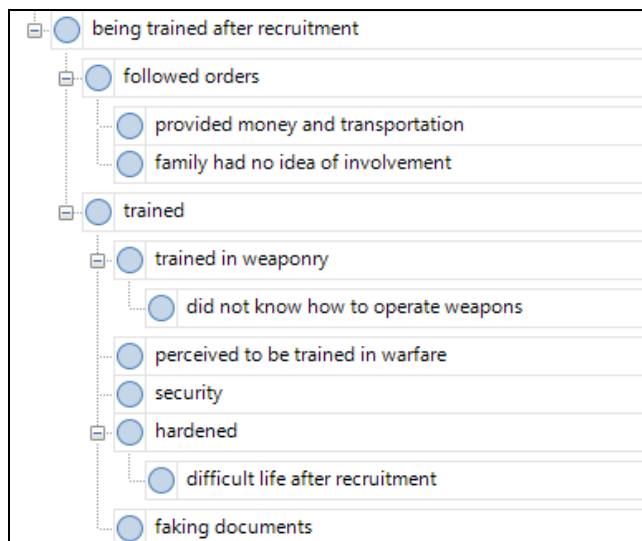 being trained after recruitment
followed orders
provided money and transportation
family had no idea of involvement
trained
trained in weaponry
did not know how to operate weapons
perceived to be trained in warfare
security
hardened
difficult life after recruitment
faking documents